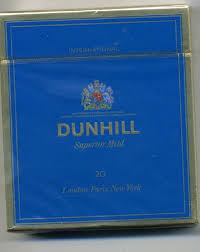 INTERNATIONAL
DUNHILL
Superior Mild
20
London·Paris·New York